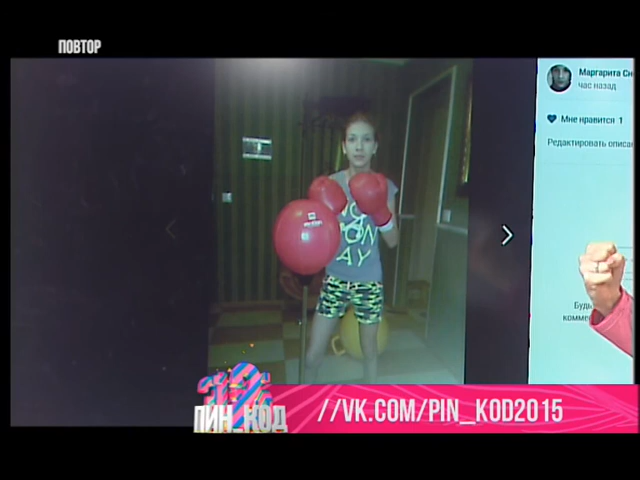 ПОВТОР
Маргарита Сн
час назад
Мне нравится 1
Редактировать описа
ПИН_КОД
//VK.COM/PIN_KOD2015